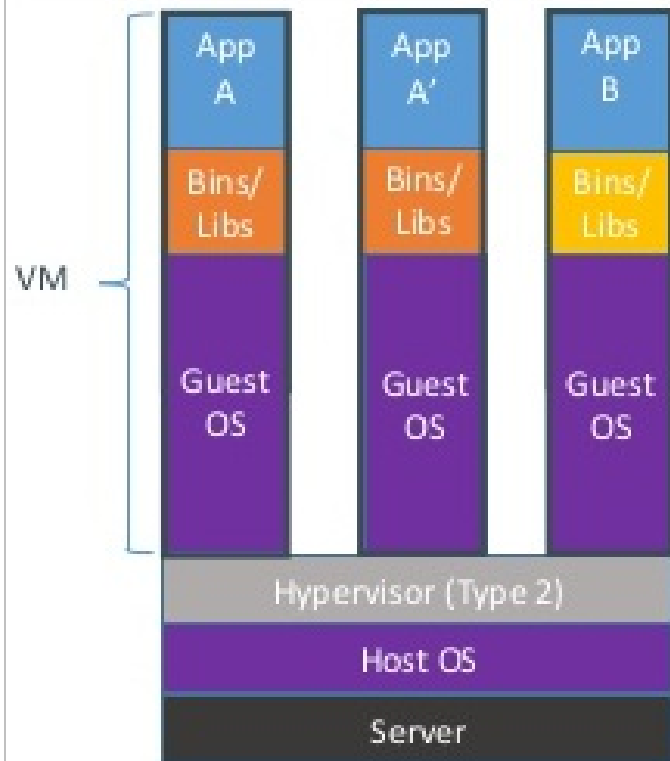 App
A
App
A’
App
B
Bins/
Libs
Bins/
Libs
Bins/
Libs
VM
Guest
OS
Guest
OS
Guest
OS
Hypervisor (Type 2)
Host OS
Server